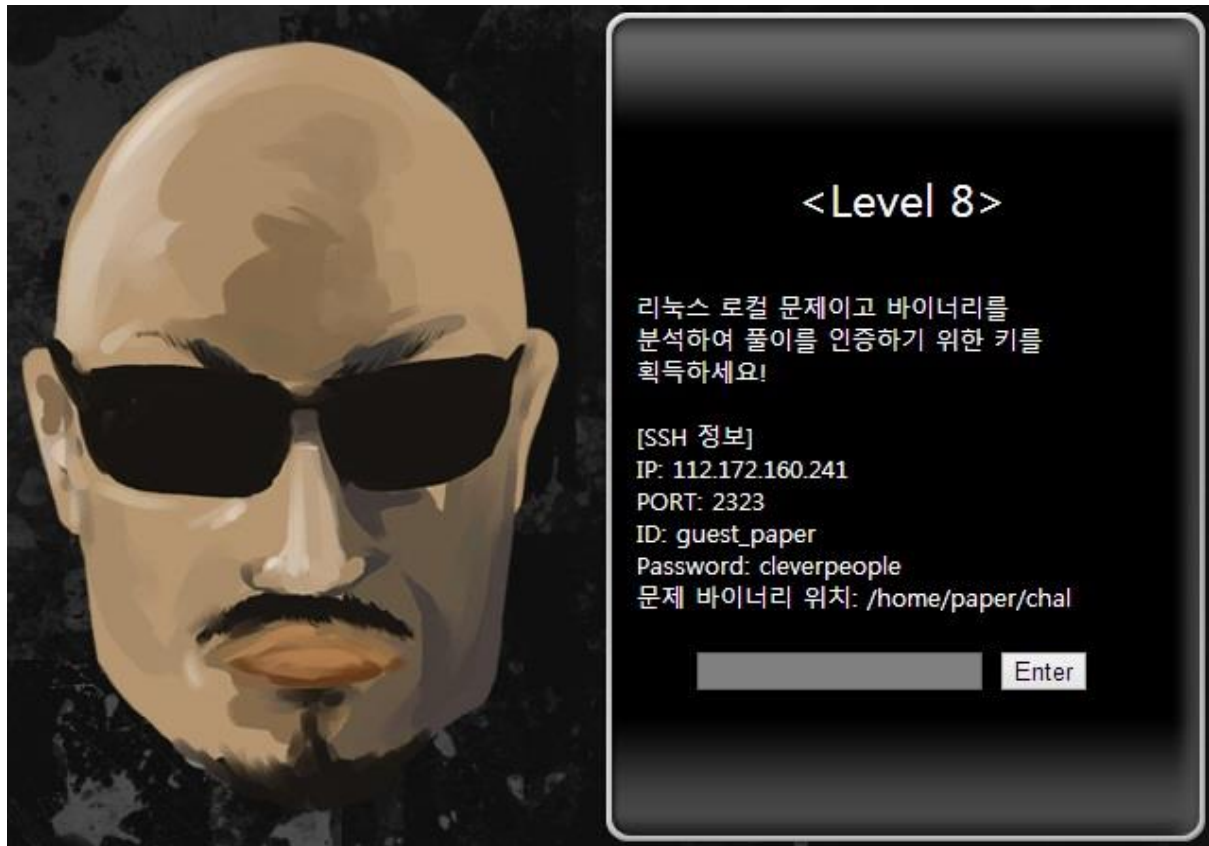 <Level 8>
리눅스 로컬 문제이고 바이너리를
분석하여 풀이를 인증하기 위한 키를
획득하세요!
[SSH 정보]
IP: 112.172.160.241
PORT: 2323
ID: guest_paper
Password: cleverpeople
문제 바이너리 위치: /home/paper/chal
Enter